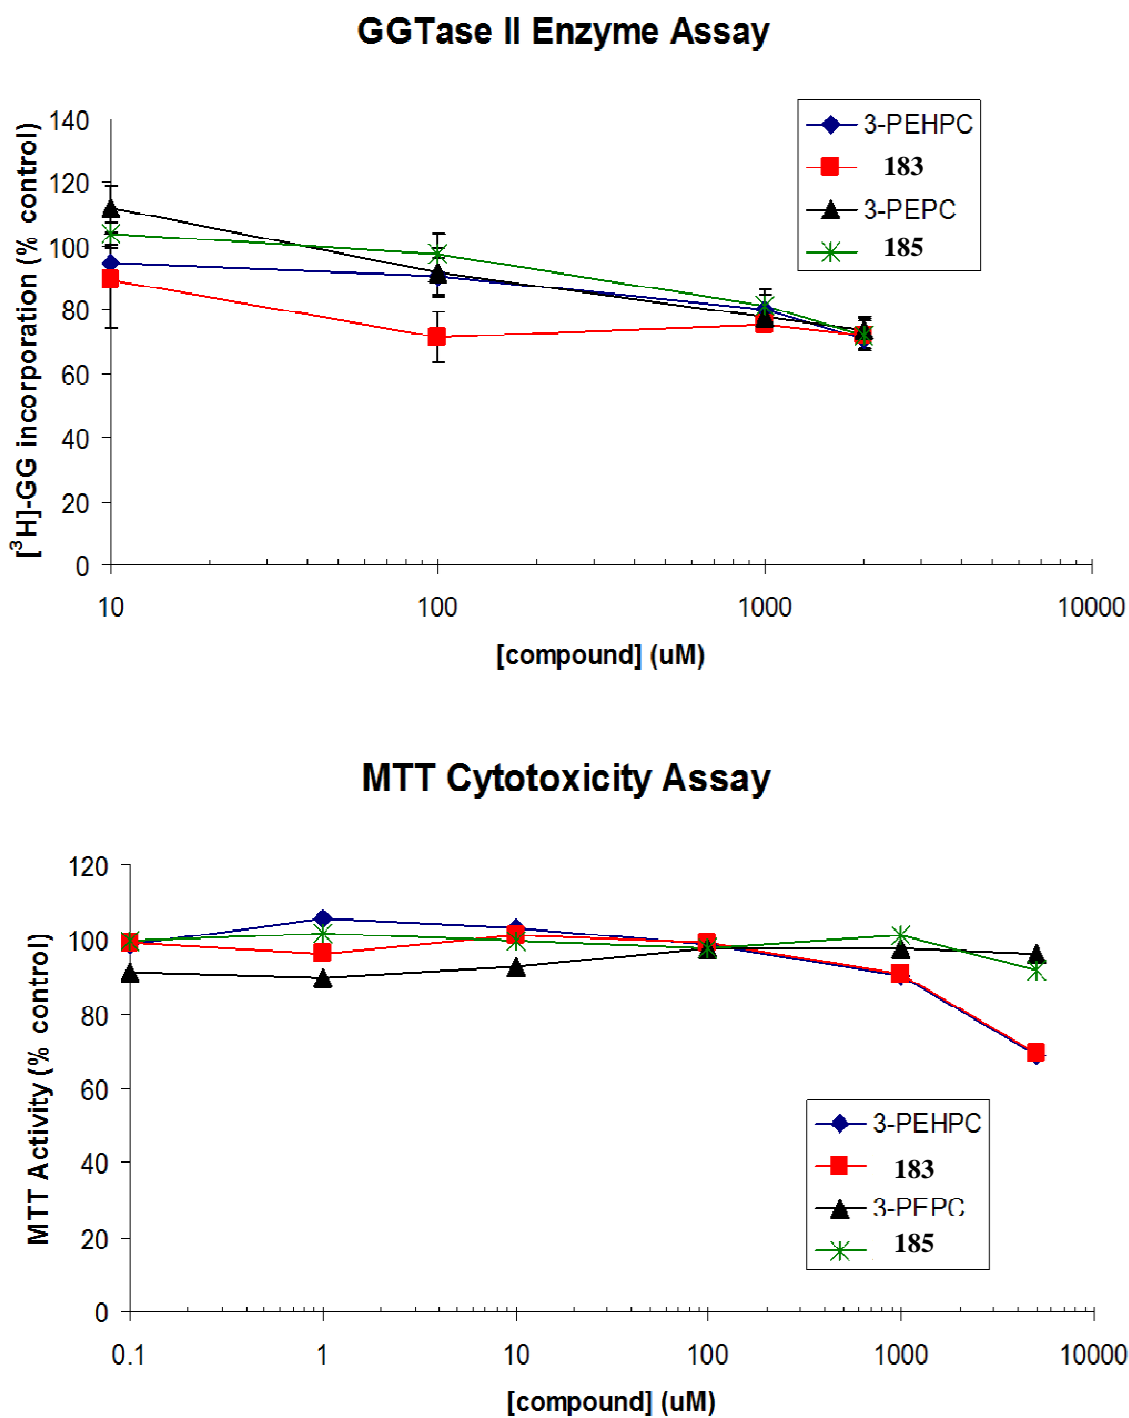 GGTase II Enzyme Assay
[³H]-GG incorporation (% control)
140
120
100
80
60
40
20
0
10
100
1000
10000
[compound] (uM)
3-PEHPC
183
3-PEPC
185
MTT Cytotoxicity Assay
MTT Activity (% control)
120
100
80
60
40
20
0
0.1
1
10
100
1000
10000
[compound] (uM)
3-PEHPC
183
3-PEPC
185